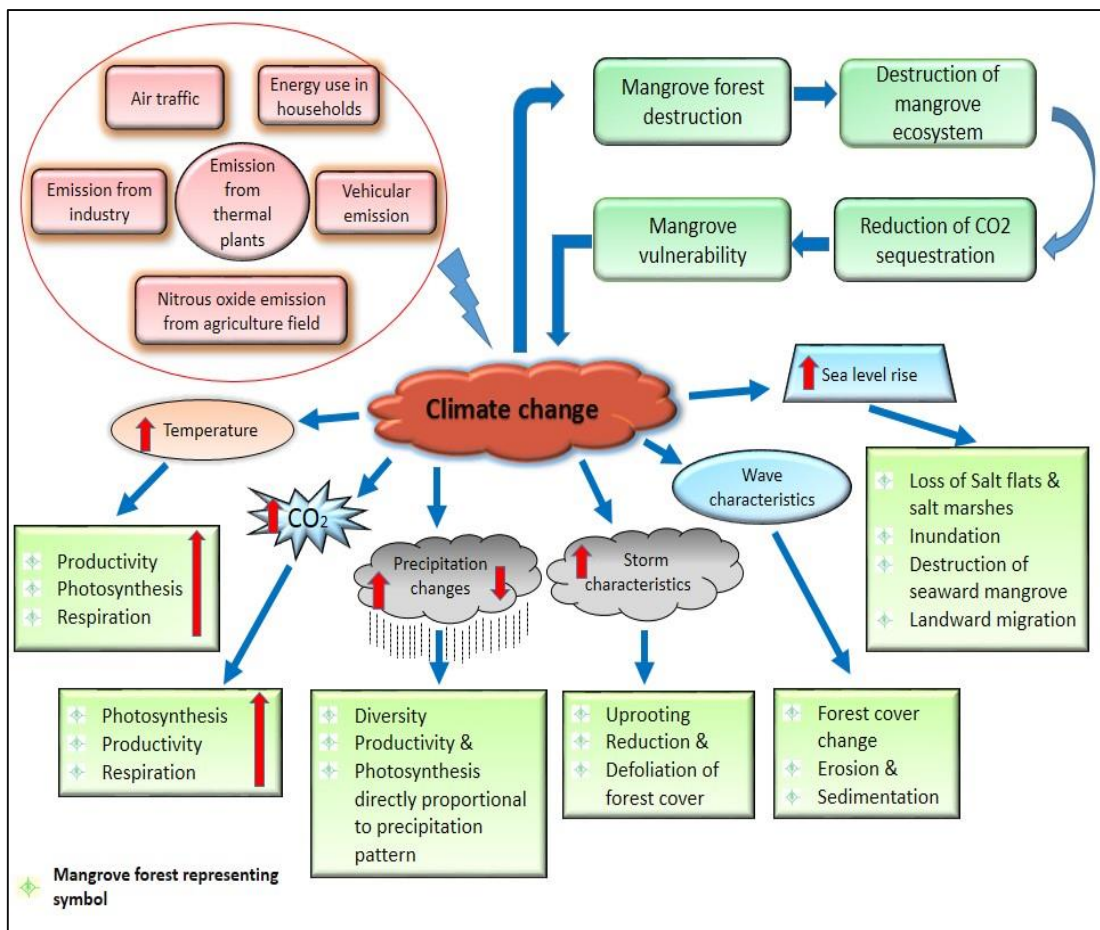 Air traffic
Energy use in
households
Emission from
industry
Emission
from
thermal
plants
Vehicular
emission
Nitrous oxide emission
from agriculture field
Mangrove forest
destruction
Destruction of
mangrove
ecosystem
Mangrove
vulnerability
Reduction of CO2
sequestration
Climate change
Sea level rise
Temperature
CO₂
Precipitation
changes
Storm
characteristics
Wave
characteristics
Loss of Salt flats &
salt marshes
Inundation
Destruction of
seaward mangrove
Landward migration
Productivity
Photosynthesis
Respiration
Photosynthesis
Productivity
Respiration
Diversity
Productivity &
Photosynthesis
directly proportional
to precipitation
pattern
Uprooting
Reduction &
Defoliation of
forest cover
Forest cover
change
Erosion &
Sedimentation
Mangrove forest representing
symbol